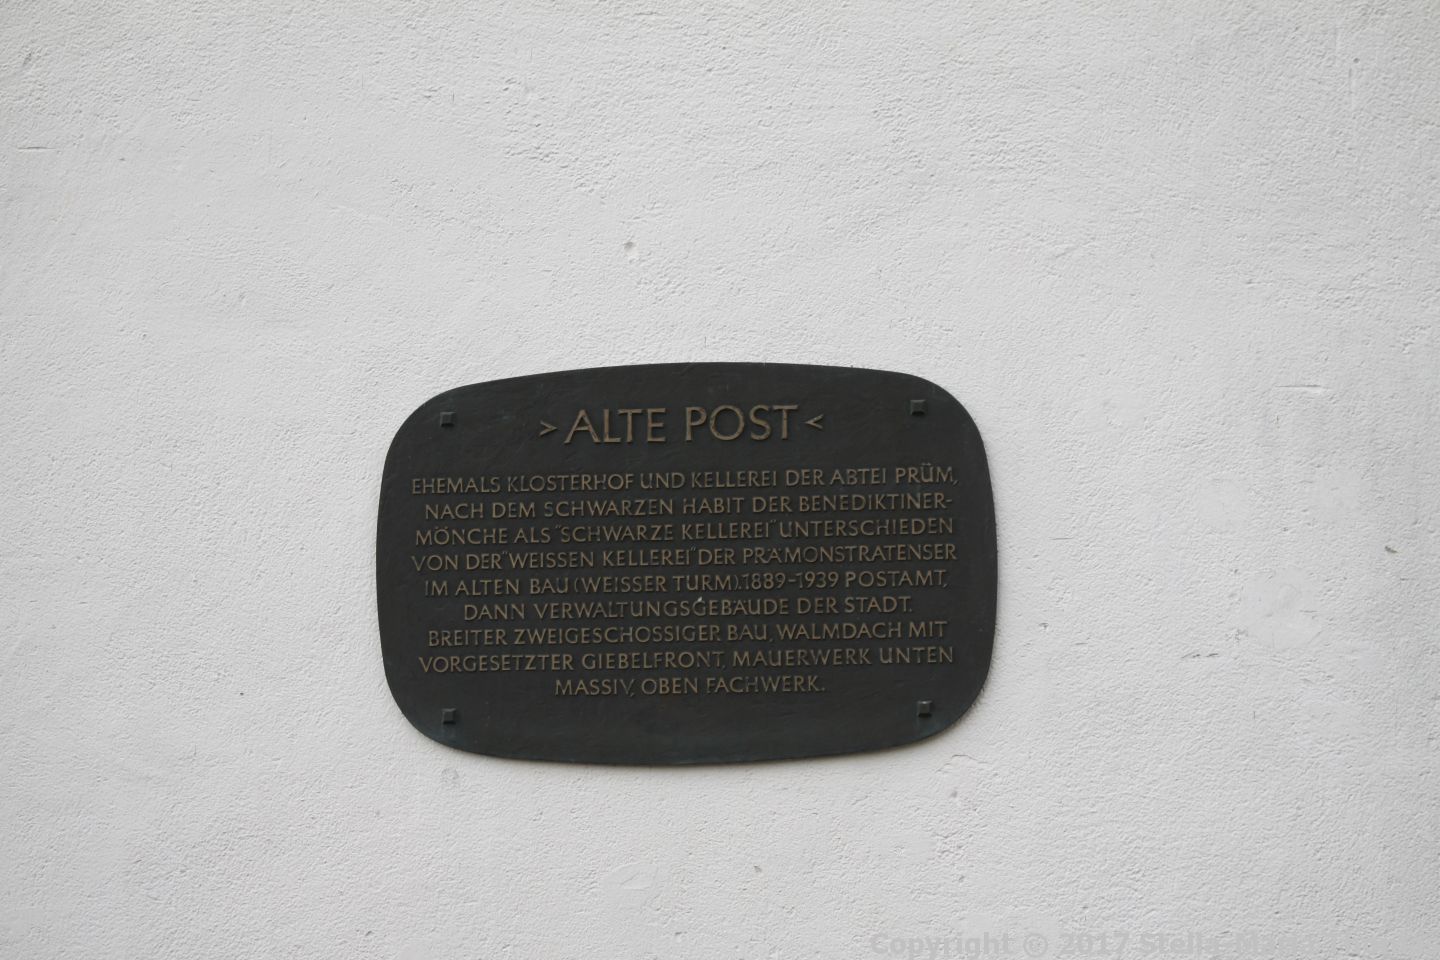 >ALTE POST<
EHEMALS KLOSTERHOF UND KELLEREI DER ABTEI PRÜM,
NACH DEM SCHWARZEN HABIT DER BENEDIKTINER-
MÖNCHE ALS "SCHWARZE KELLEREI" UNTERSCHIEDEN
VON DER "WEISSEN KELLEREI" DER PRÄMONSTRATENSER
IM ALTEN BAU (WEISSER TURM). 1889-1939 POSTAMT,
DANN VERWALTUNGSGEBÄUDE DER STADT.
BREITER ZWEIGESCHOSSIGER BAU, WALMDACH MIT
VORGESETZTER GIEBELFRONT, MAUERWERK UNTEN
MASSIV, OBEN FACHWERK.
Copyright © 2017 Stella